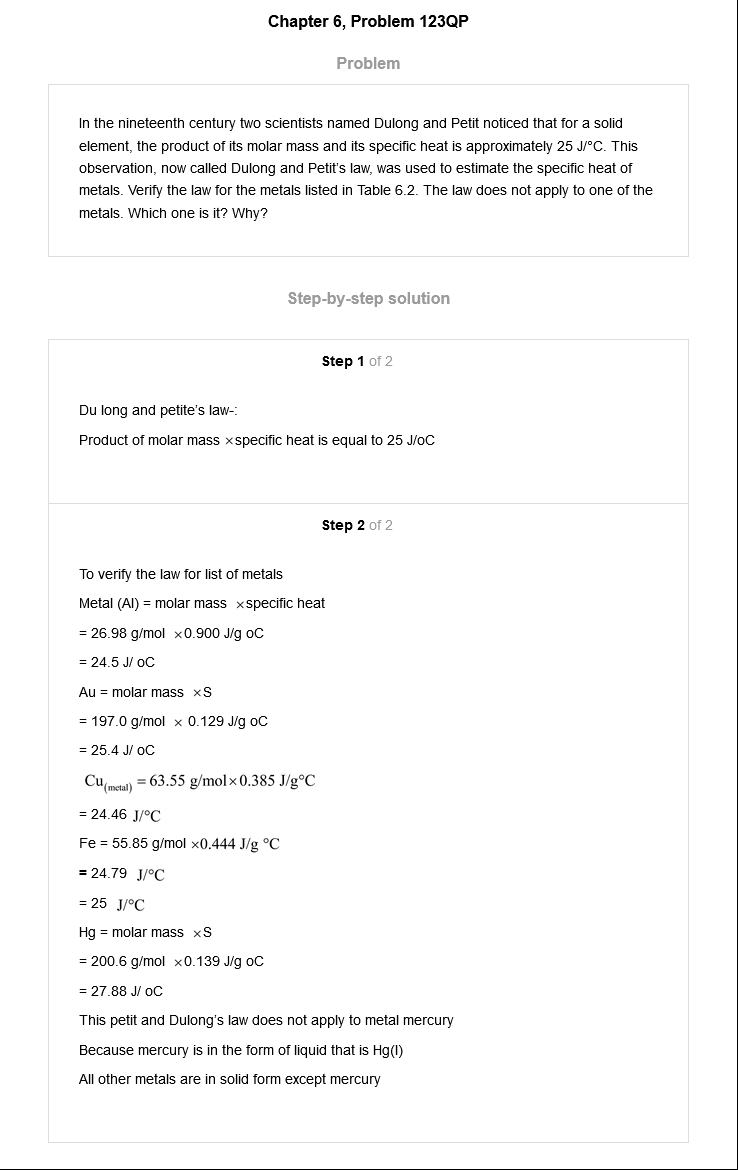 Chapter 6, Problem 123QP
Problem
In the nineteenth century two scientists named Dulong and Petit noticed that for a solid
element, the product of its molar mass and its specific heat is approximately 25 J/°C. This
observation, now called Dulong and Petit's law, was used to estimate the specific heat of
metals. Verify the law for the metals listed in Table 6.2. The law does not apply to one of the
metals. Which one is it? Why?
Step-by-step solution
Step 1 of 2
Du long and petite's law-:
Product of molar mass ×specific heat is equal to 25 J/oC
Step 2 of 2
To verify the law for list of metals
Metal (Al) = molar mass ×specific heat
= 26.98 g/mol ×0.900 J/g oC
= 24.5 J/ oC
Au = molar mass ×S
= 197.0 g/mol × 0.129 J/g oC
= 25.4 J/ oC
Cu(metal) = 63.55 g/mol×0.385 J/g°C
= 24.46 J/°C
Fe = 55.85 g/mol ×0.444 J/g °C
= 24.79 J/°C
= 25 J/°C
Hg = molar mass ×S
= 200.6 g/mol ×0.139 J/g oC
= 27.88 J/ oC
This petit and Dulong's law does not apply to metal mercury
Because mercury is in the form of liquid that is Hg(l)
All other metals are in solid form except mercury